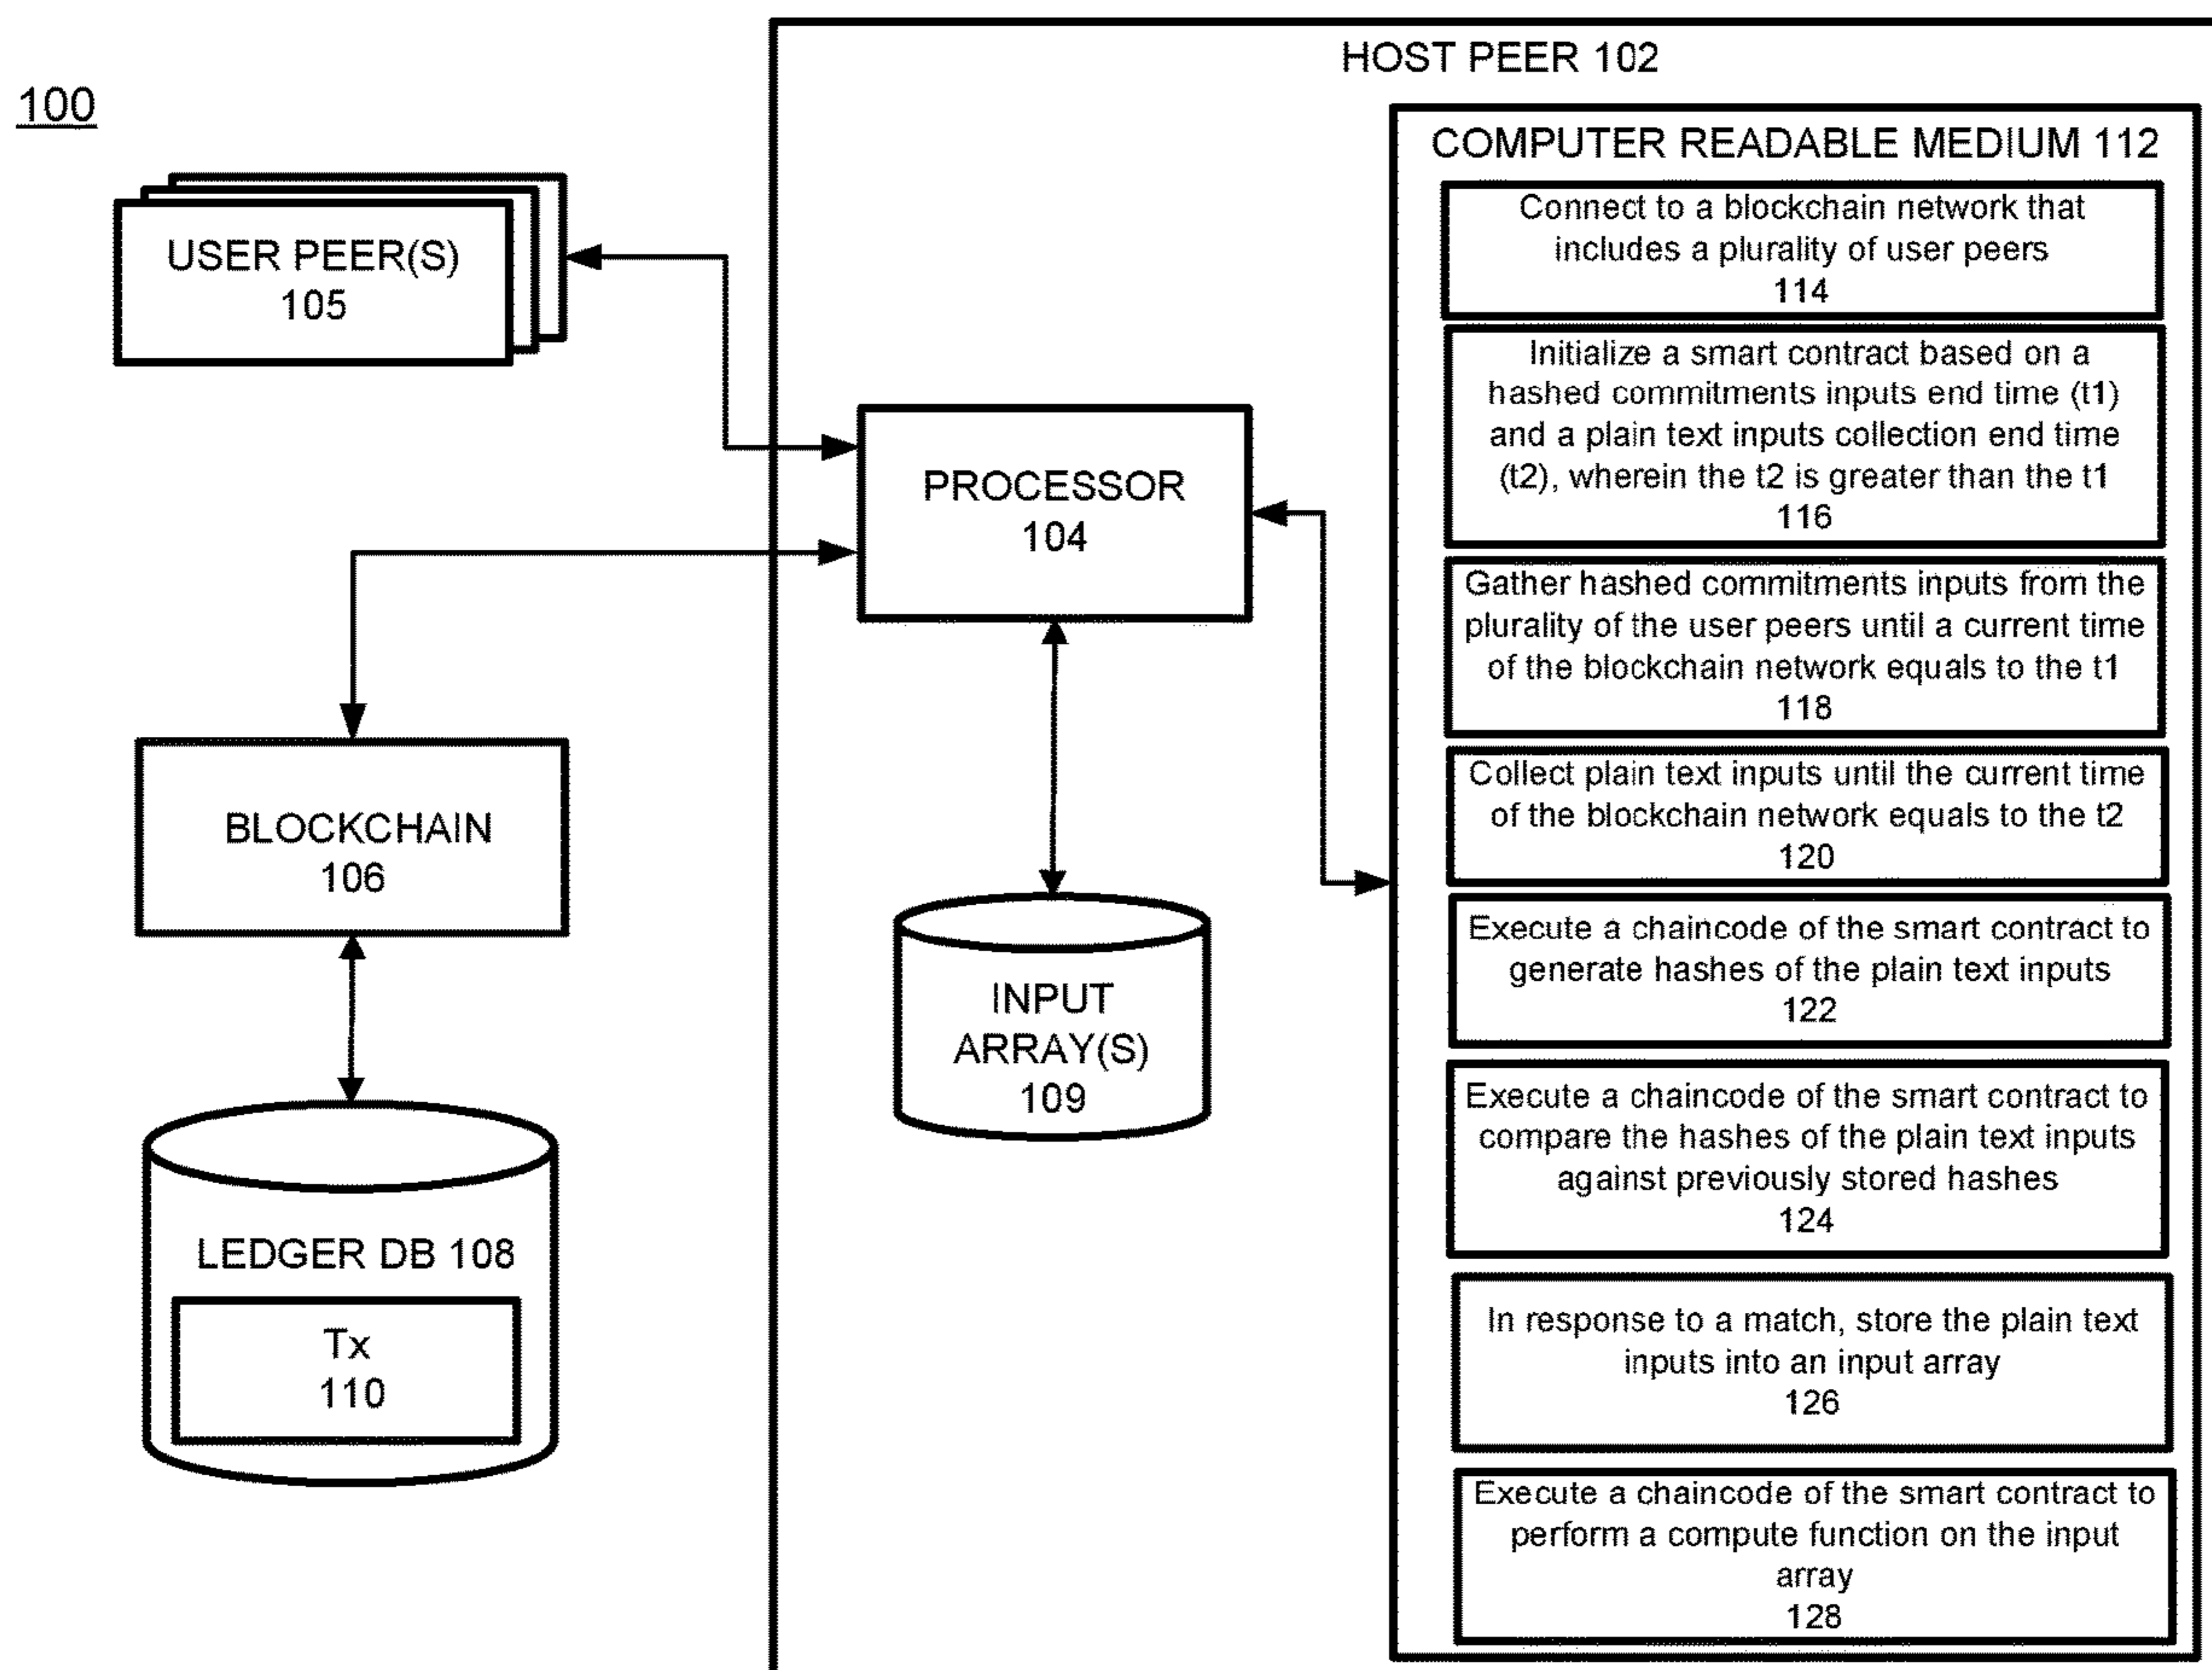 100
HOST PEER 102
USER PEER(S)
105
PROCESSOR
104
BLOCKCHAIN
106
LEDGER DB 108
Tx
110
INPUT
ARRAY(S)
109
COMPUTER READABLE MEDIUM 112
Connect to a blockchain network that
includes a plurality of user peers
114
Initialize a smart contract based on a
hashed commitments inputs end time (t1)
and a plain text inputs collection end time
(t2), wherein the t2 is greater than the t1
116
Gather hashed commitments inputs from the
plurality of the user peers until a current time
of the blockchain network equals to the t1
118
Collect plain text inputs until the current time
of the blockchain network equals to the t2
120
Execute a chaincode of the smart contract to
generate hashes of the plain text inputs
122
Execute a chaincode of the smart contract to
compare the hashes of the plain text inputs
against previously stored hashes
124
In response to a match, store the plain text
inputs into an input array
126
Execute a chaincode of the smart contract to
perform a compute function on the input
array
128